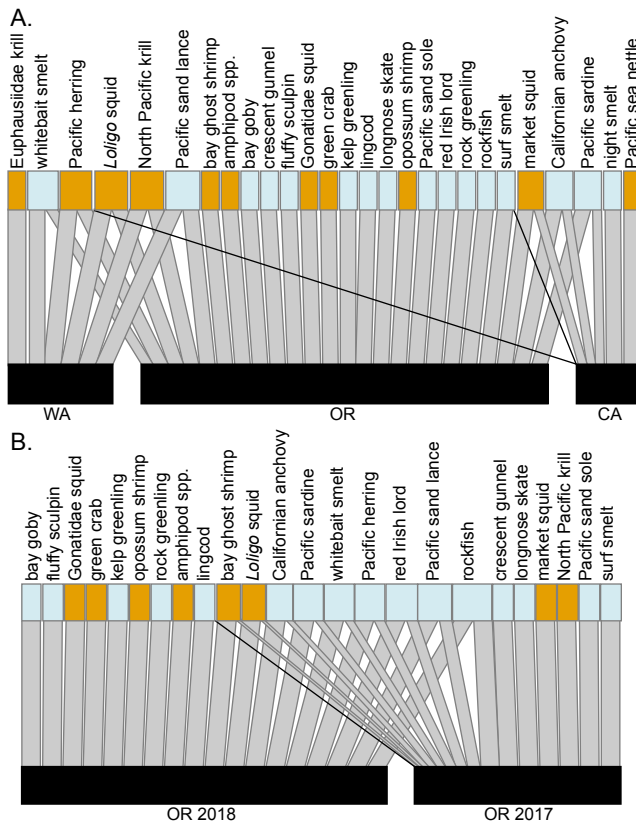 A.
Euphausiidae krill
whitebait smelt
Pacific herring
Loligo squid
North Pacific krill
Pacific sand lance
bay ghost shrimp
amphipod spp.
bay goby
crescent gunnel
fluffy sculpin
Gonatidae squid
green crab
kelp greenling
lingcod
longnose skate
opossum shrimp
Pacific sand sole
red Irish lord
rock greenling
rockfish
surf smelt
market squid
Californian anchovy
Pacific sardine
night smelt
Pacific sea nettle
WA
OR
CA
B.
bay goby
fluffy sculpin
Gonatidae squid
green crab
kelp greenling
opossum shrimp
rock greenling
amphipod spp.
lingcod
bay ghost shrimp
Loligo squid
Californian anchovy
Pacific sardine
whitebait smelt
Pacific herring
red Irish lord
Pacific sand lance
rockfish
crescent gunnel
longnose skate
market squid
North Pacific krill
Pacific sand sole
surf smelt
OR 2018
OR 2017